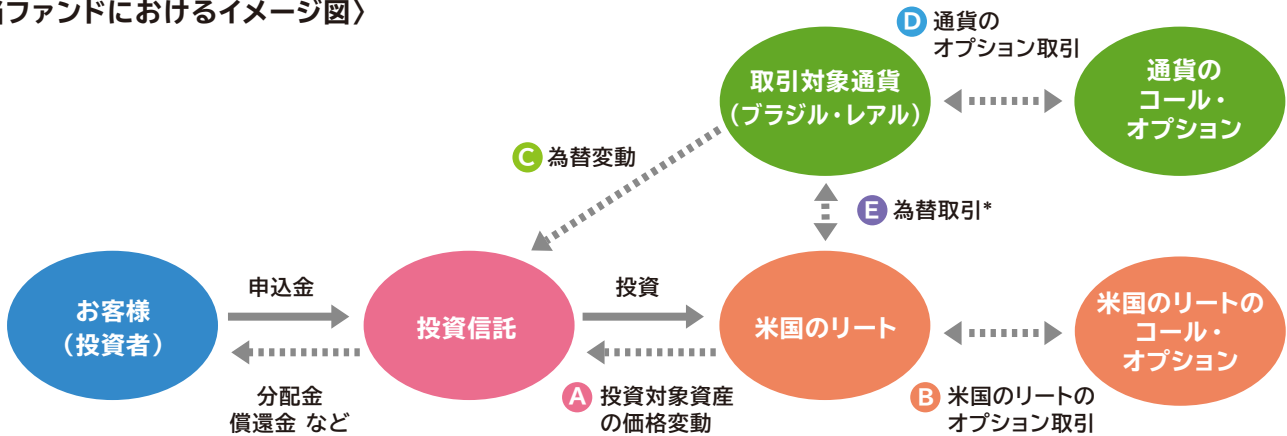 ファンドにおけるイメージ図〉
D 通貨の
オプション取引
取引対象通貨
（ブラジル・レアル）
通貨の
コール・
オプション
C 為替変動
E 為替取引*
お客様
（投資者）
申込金
分配金
償還金 など
投資信託
投資
A 投資対象資産
の価格変動
米国のリート
B 米国のリートの
オプション取引
米国のリートの
コール・
オプション